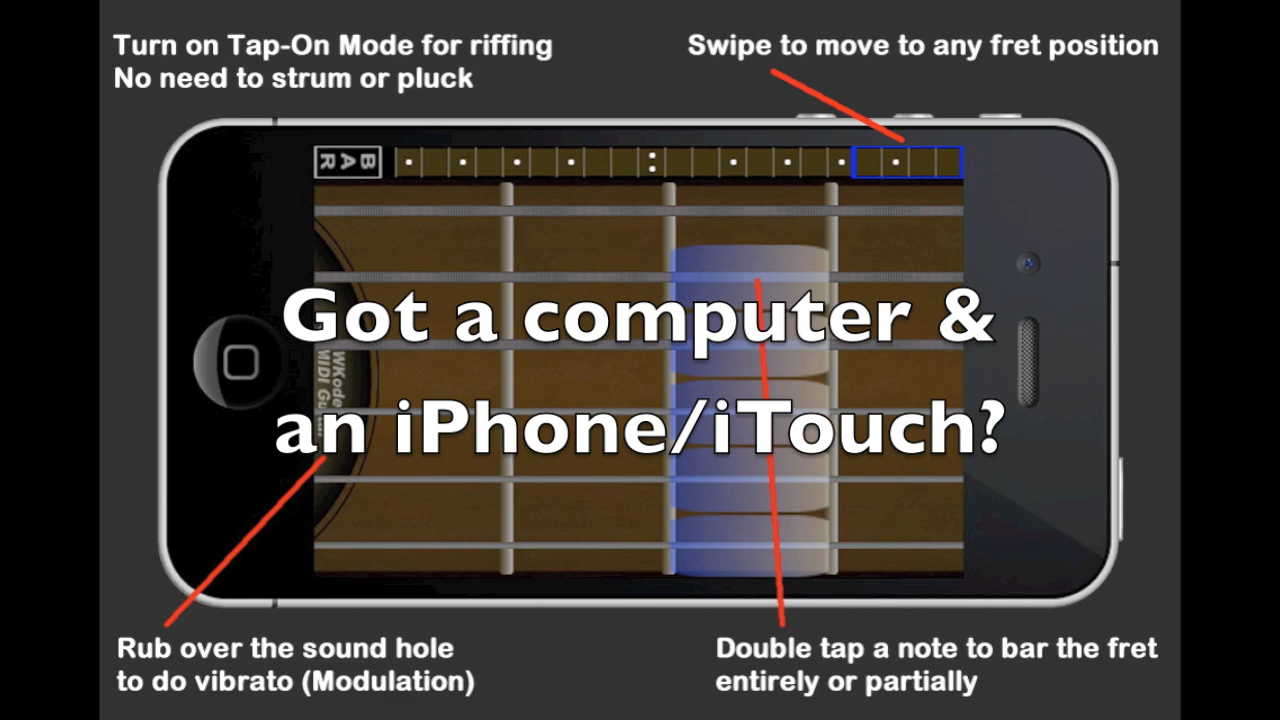 Turn on Tap-On Mode for riffing
No need to strum or pluck
Swipe to move to any fret position
BAR
Got a computer &
an iPhone/iTouch?
WKode
MIDI
Rub over the sound hole
to do vibrato (Modulation)
Double tap a note to bar the fret
entirely or partially